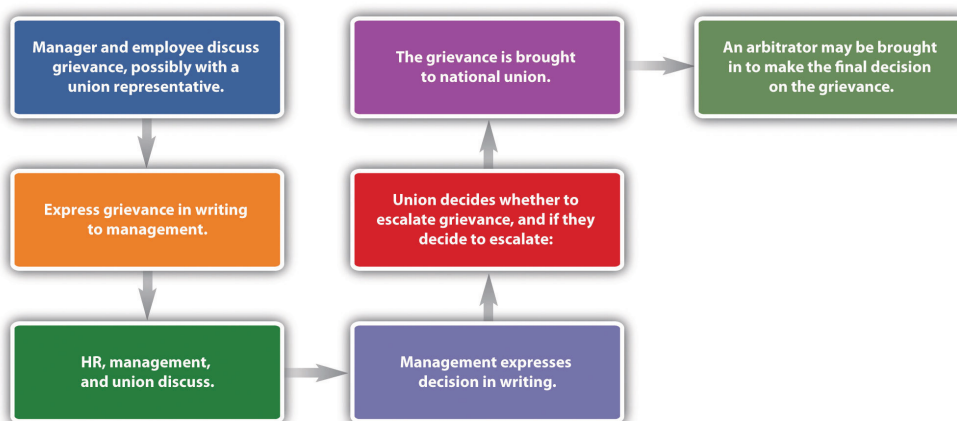 Manager and employee discuss
grievance, possibly with a
union representative.
Express grievance in writing
to management.
HR, management,
and union discuss.
Management expresses
decision in writing.
Union decides whether to
escalate grievance, and if they
decide to escalate:
The grievance is brought
to national union.
An arbitrator may be brought
in to make the final decision
on the grievance.